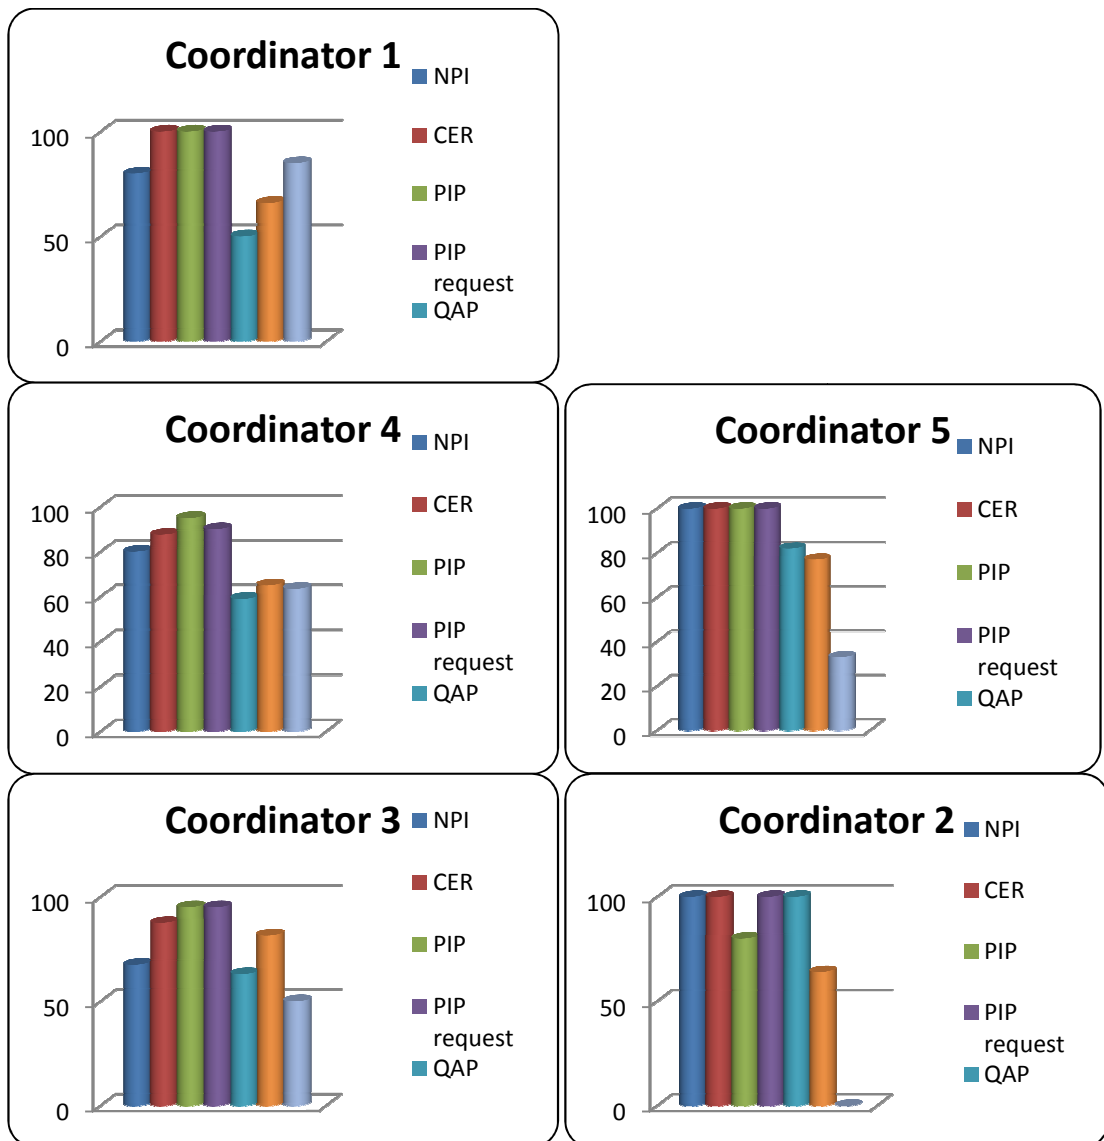 Coordinator 1
NPI
CER
PIP
PIP
request
QAP
100
50
0
Coordinator 4
NPI
CER
PIP
PIP
request
QAP
100
80
60
40
20
0
Coordinator 5
NPI
CER
PIP
PIP
request
QAP
100
80
60
40
20
0
Coordinator 3
NPI
CER
PIP
PIP
request
QAP
100
50
0
Coordinator 2
NPI
CER
PIP
PIP
request
QAP
100
50
0